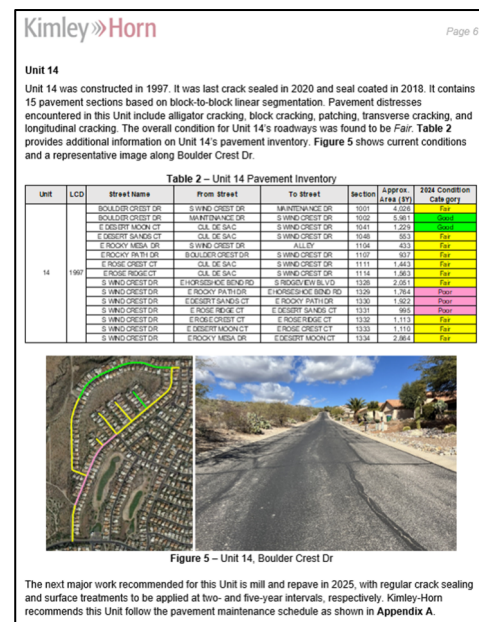 Kimley»Horn
Page 6
Unit 14
Unit 14 was constructed in 1997. It was last crack sealed in 2020 and seal coated in 2018. It contains
15 pavement sections based on block-to-block linear segmentation. Pavement distresses
encountered in this Unit include alligator cracking, block cracking, patching, transverse cracking, and
longitudinal cracking. The overall condition for Unit 14's roadways was found to be Fair. Table 2
provides additional information on Unit 14's pavement inventory. Figure 5 shows current conditions
and a representative image along Boulder Crest Dr.
Table 2 – Unit 14 Pavement Inventory
Unit LCD Street Name From Street To Street Section Approx. Area (SY) 2024 Condition Category
BOULDER CREST DR S WIND CREST DR MAINTENANCE DR 1001 4,026 Fair
BOULDER CREST DR MAINTENANCE DR S WIND CREST DR 1002 5,981 Good
E DESERT MOON CT CUL DE SAC S WIND CREST DR 1041 1,229 Good
E DESERT SANDS CT CUL DE SAC S WIND CREST DR 1048 553 Fair
E ROCKY MESA DR S WIND CREST DR ALLEY 1104 433 Fair
E ROCKY PATH DR BOULDER CREST DR S WIND CREST DR 1107 937 Fair
E ROSE CREST CT CUL DE SAC S WIND CREST DR 1111 1,443 Fair
14 1997 E ROSE RIDGE CT CUL DE SAC S WIND CREST DR 1114 1,563 Fair
S WIND CREST DR E HORSESHOE BEND RD S RIDGEVIEW BLVD 1328 2,051 Fair
S WIND CREST DR E ROCKY PATH DR E HORSESHOE BEND RD 1329 1,764 Poor
S WIND CREST DR E DESERT SANDS CT E ROCKY PATH DR 1330 1,922 Poor
S WIND CREST DR E ROSE RIDGE CT E DESERT SANDS CT 1331 995 Poor
S WIND CREST DR E ROSE CREST CT E ROSE RIDGE CT 1332 1,113 Fair
S WIND CREST DR E DESERT MOON CT E ROSE CREST CT 1333 1,110 Fair
S WIND CREST DR E ROCKY MESA DR E DESERT MOON CT 1334 2,864 Fair
Figure 5 – Unit 14, Boulder Crest Dr
The next major work recommended for this Unit is mill and repave in 2025, with regular crack sealing
and surface treatments to be applied at two- and five-year intervals, respectively. Kimley-Horn
recommends this Unit follow the pavement maintenance schedule as shown in Appendix A.